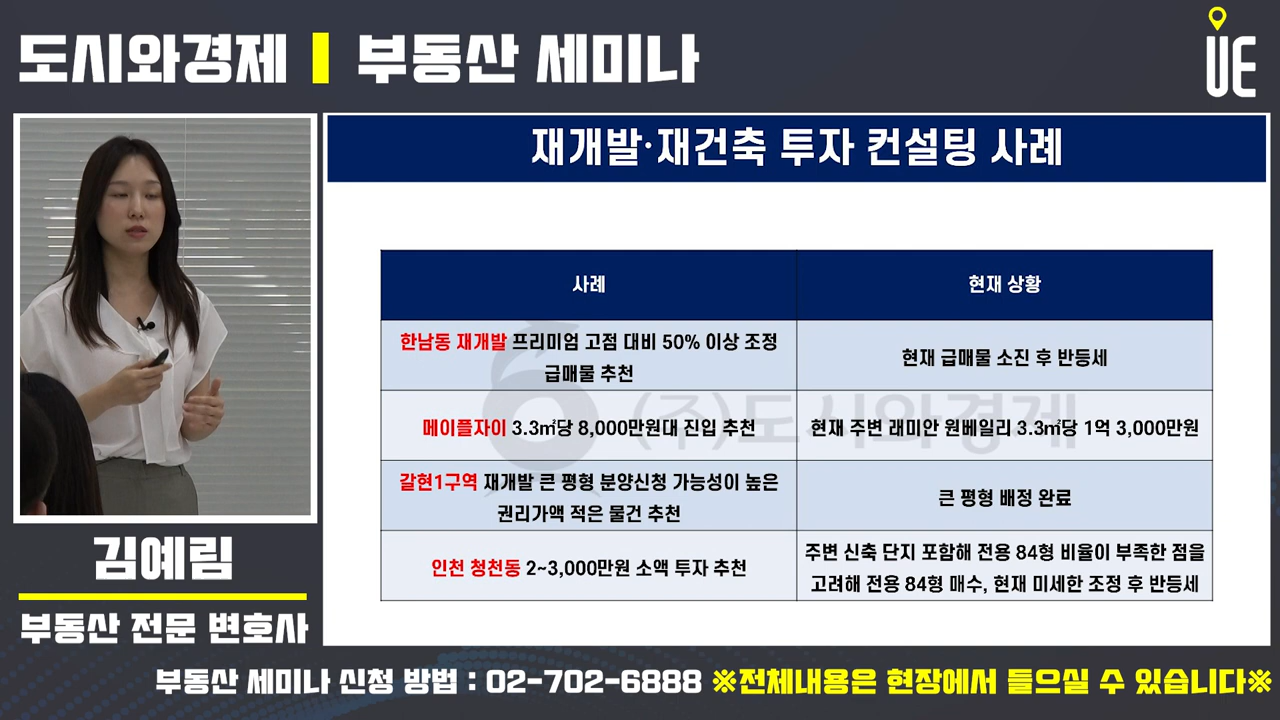 도시와경제 부동산 세미나
UE
재개발·재건축 투자 컨설팅 사례
사례
현재 상황
한남동 재개발 프리미엄 고점 대비 50% 이상 조정
급매물 추천
현재 급매물 소진 후 반등세
메이플자이 3.3㎡당 8,000만원대 진입 추천
현재 주변 래미안 원베일리 3.3㎡당 1억 3,000만원
갈현1구역 재개발 큰 평형 분양신청 가능성이 높은
권리가액 적은 물건 추천
큰 평형 배정 완료
인천 청천동 2~3,000만원 소액 투자 추천
주변 신축 단지 포함해 전용 84형 비율이 부족한 점을
고려해 전용 84형 매수, 현재 미세한 조정 후 반등세
(주)도시와경제
김예림
부동산 전문 변호사
부동산 세미나 신청 방법 : 02-702-6888 ※전체내용은 현장에서 들으실 수 있습니다※